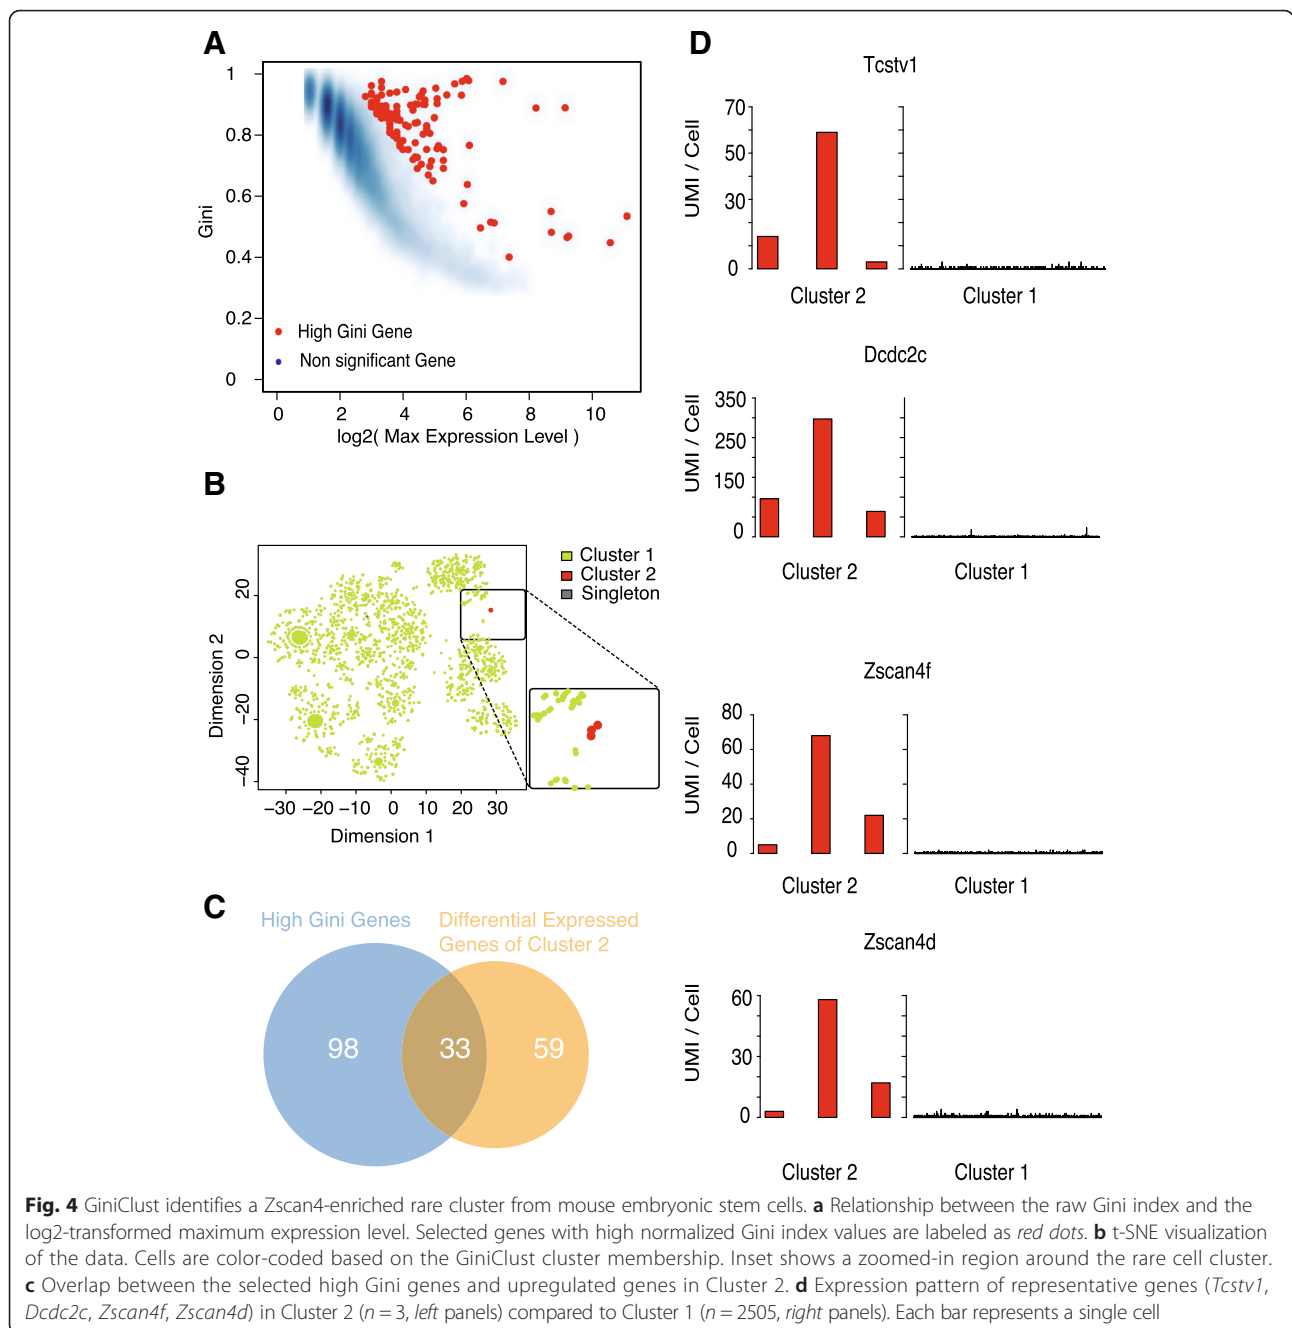 A
1
0.8
0.6
0.4
0.2
0
Gini
High Gini Gene
Non significant Gene
0 2 4 6 8 10
log2( Max Expression Level )
B
20
0
−20
−40
Dimension 2
−30 −20 −10 0 10 20 30
Dimension 1
Cluster 1
Cluster 2
Singleton
C
High Gini Genes
Differential Expressed
Genes of Cluster 2
98 33 59
D
Tcstv1
70
50
30
0
UMI / Cell
Cluster 2 Cluster 1
Dcdc2c
350
250
150
0
UMI / Cell
Cluster 2 Cluster 1
Zscan4f
80
60
40
20
0
UMI / Cell
Cluster 2 Cluster 1
Zscan4d
60
30
0
UMI / Cell
Cluster 2 Cluster 1
Fig. 4 GiniClust identifies a Zscan4-enriched rare cluster from mouse embryonic stem cells. a Relationship between the raw Gini index and the
log2-transformed maximum expression level. Selected genes with high normalized Gini index values are labeled as red dots. b t-SNE visualization
of the data. Cells are color-coded based on the GiniClust cluster membership. Inset shows a zoomed-in region around the rare cell cluster.
c Overlap between the selected high Gini genes and upregulated genes in Cluster 2. d Expression pattern of representative genes (Tcstv1,
Dcdc2c, Zscan4f, Zscan4d) in Cluster 2 (n = 3, left panels) compared to Cluster 1 (n = 2505, right panels). Each bar represents a single cell